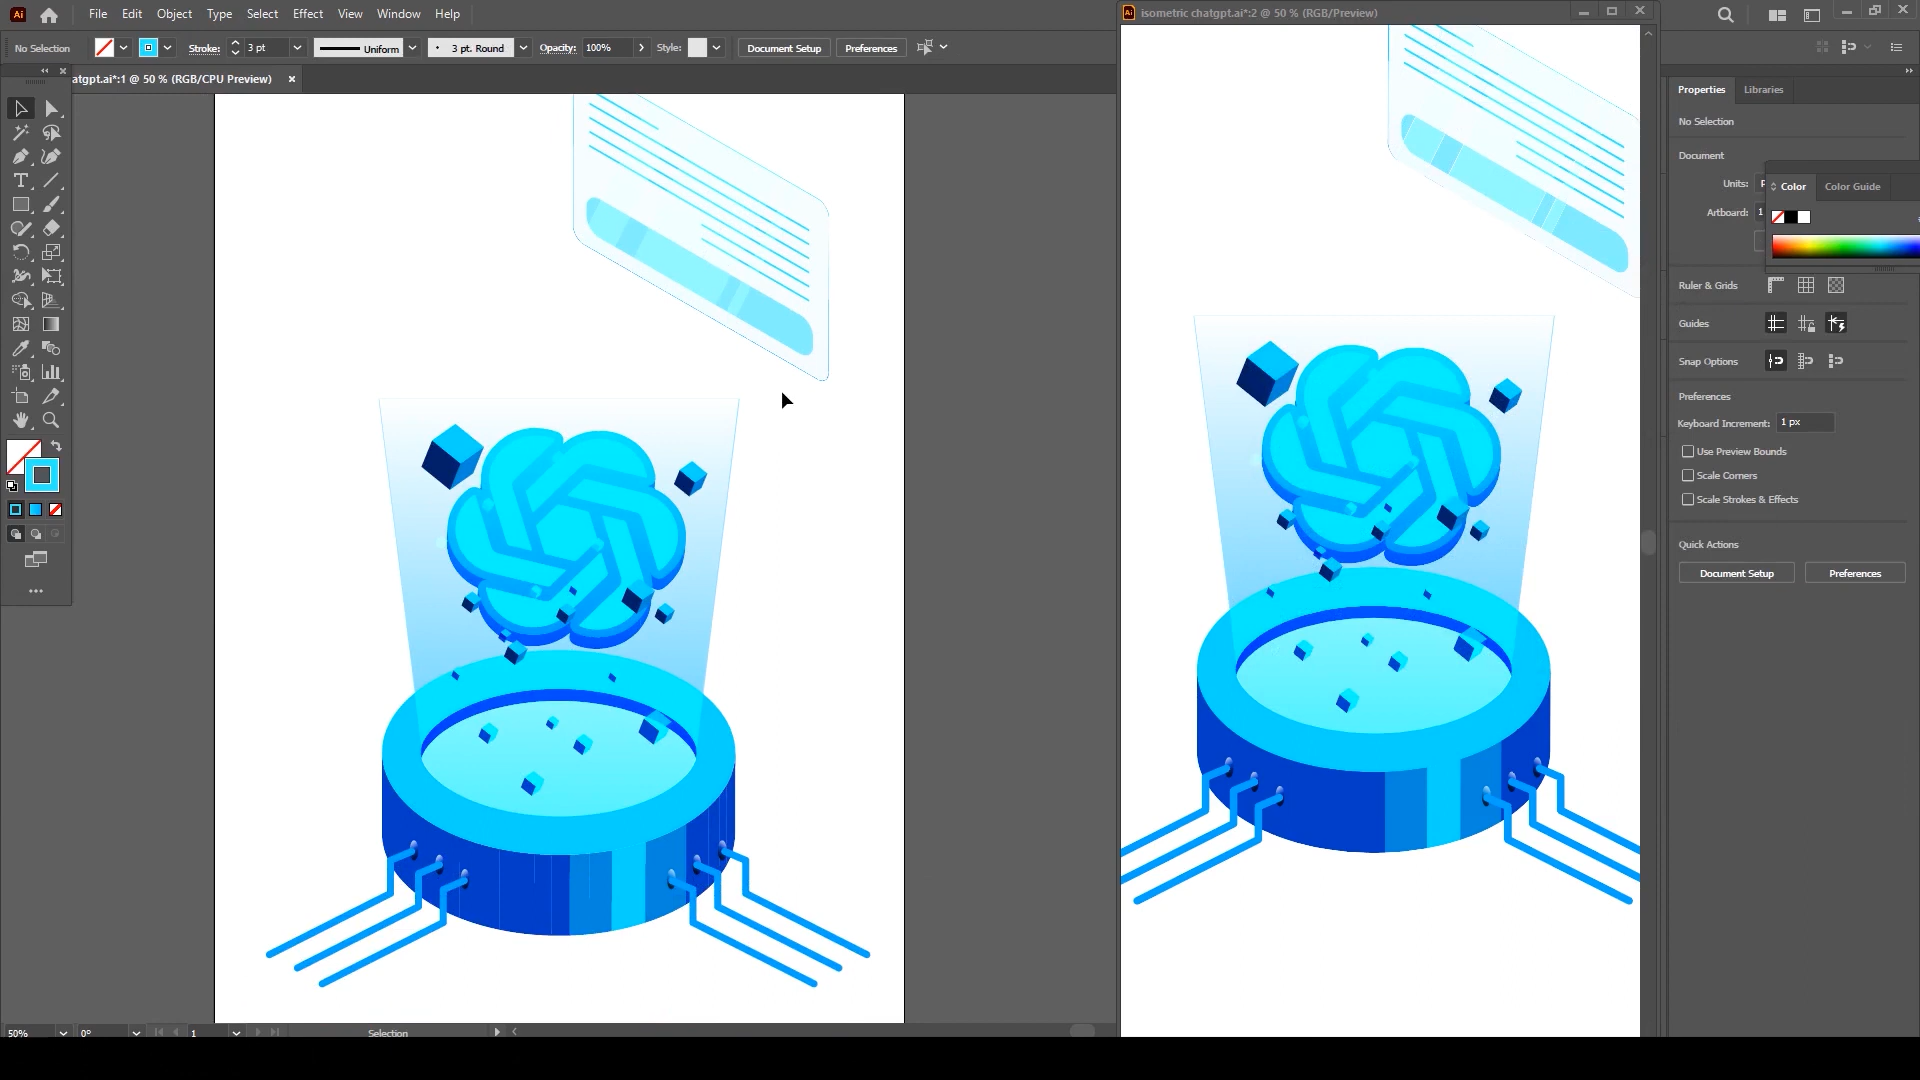 Ai File Edit Object Type Select Effect View Window Help
Ai isometric chatgpt.ai*:2 @ 50 % (RGB/Preview)
No Selection Stroke: 3 pt Uniform 3 pt. Round Opacity: 100% Style: Document Setup Preferences
atgpt.ai*:1 @ 50 % (RGB/CPU Preview)
Properties Libraries
No Selection
Document
Units:
Color Color Guide
Artboard: 1
Ruler & Grids
Guides
Snap Options
Preferences
Keyboard Increment: 1 px
Use Preview Bounds
Scale Corners
Scale Strokes & Effects
Quick Actions
Document Setup Preferences
50% 0° 1 Selection